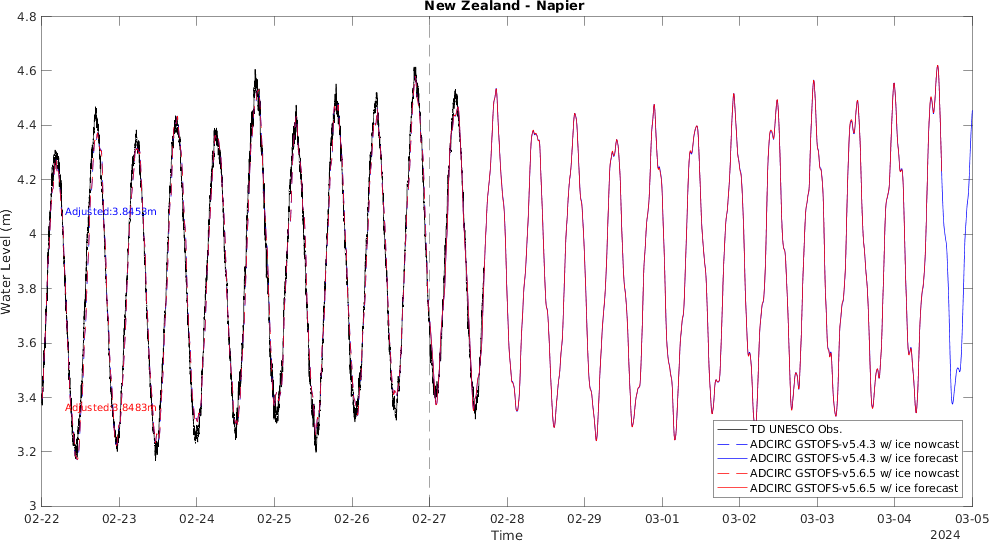 New Zealand - Napier
4.8
4.6
4.4
4.2
4
3.8
3.6
3.4
3.2
3
Water Level (m)
Adjusted:3.8453m
Adjusted:3.8483m
TD UNESCO Obs.
ADCIRC GSTOFS-v5.4.3 w/ ice nowcast
ADCIRC GSTOFS-v5.4.3 w/ ice forecast
ADCIRC GSTOFS-v5.6.5 w/ ice nowcast
ADCIRC GSTOFS-v5.6.5 w/ ice forecast
02-22 02-23 02-24 02-25 02-26 02-27 02-28 02-29 03-01 03-02 03-03 03-04 03-05
Time
2024